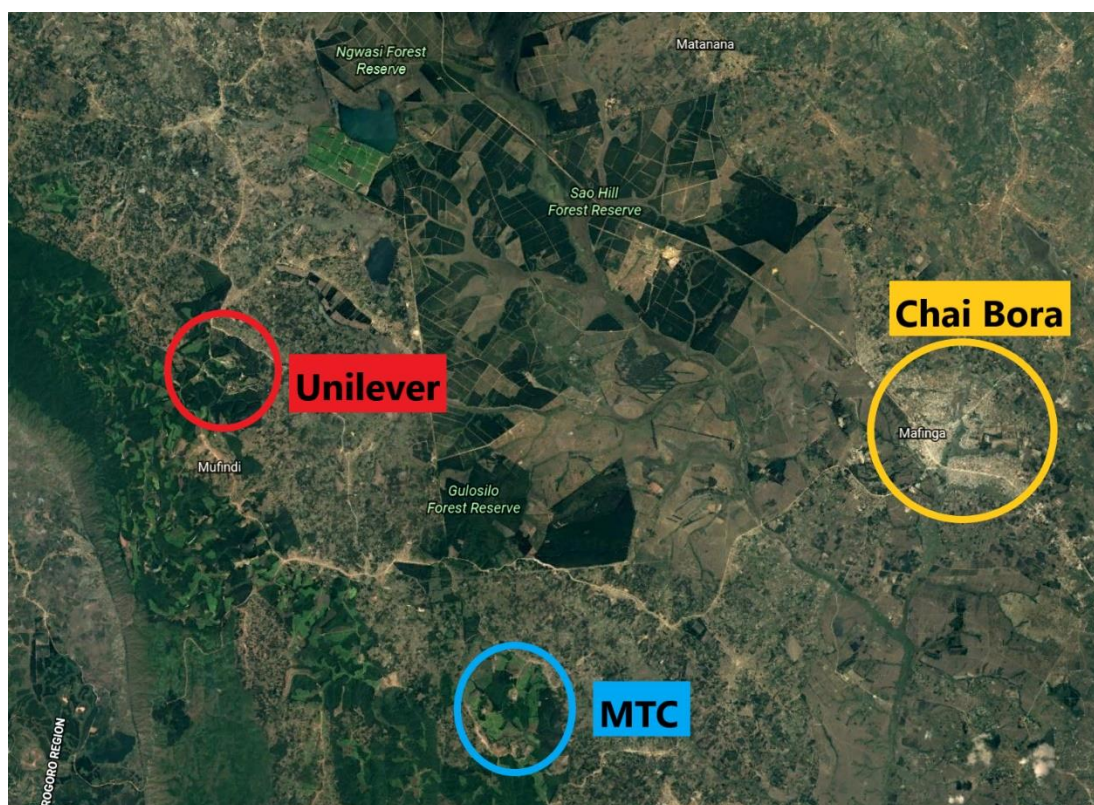 Ngwasi Forest
Reserve
Matanana
Sao Hill
Forest Reserve
Chai Bora
Unilever
Mafinga
Mufindi
Gulosilo
Forest Reserve
MTC
ROGORO REGION